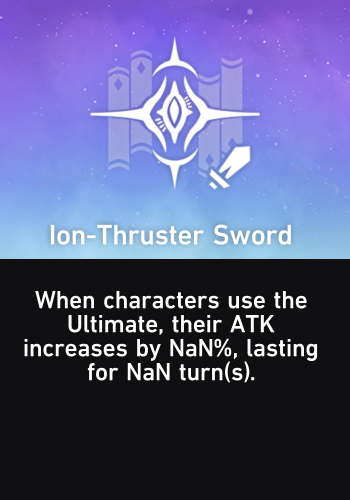 Ion-Thruster Sword
When characters use the
Ultimate, their ATK
increases by NaN%, lasting
for NaN turn(s).